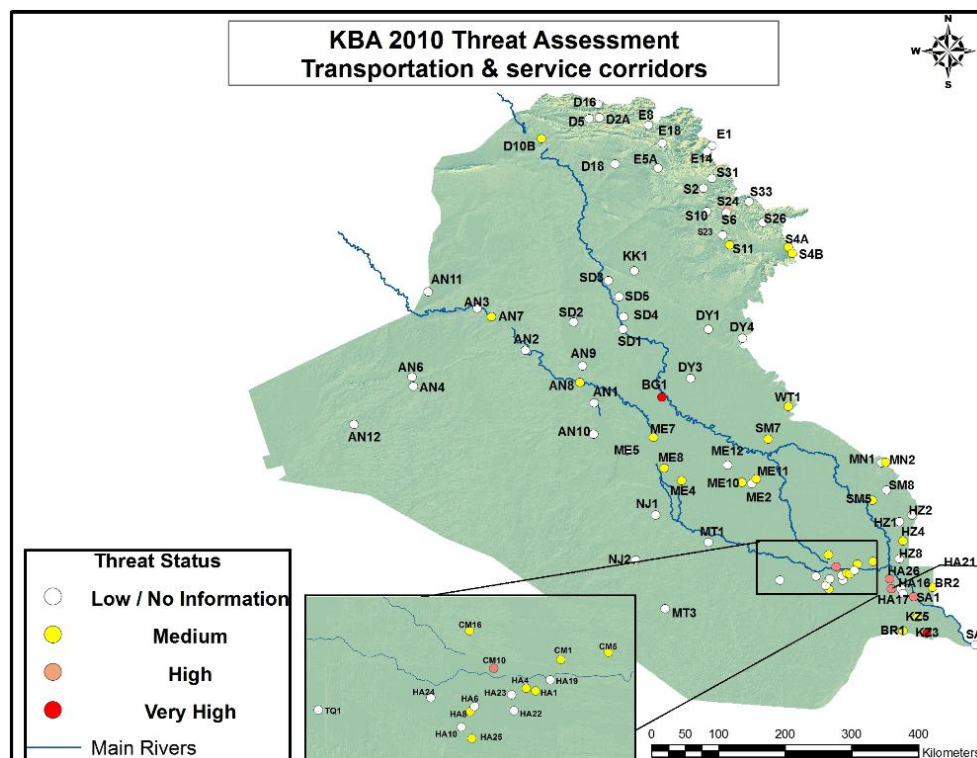 KBA 2010 Threat Assessment
Transportation & service corridors
N
W E
S
D16
D5 D2A E8
D10B E18 E1
D18 E5A E14
S31
S2
S24 S33
S10 S6 S26
S23 S11 S4A
S4B
KK1
AN11 SD3
AN3 SD5
AN7 SD2 SD4 DY1
SD1 DY4
AN2
AN9
AN6 DY3
AN4 AN8 BG1
AN1 WT1
AN12 AN10 ME7 SM7
ME5 ME12 MN1 MN2
ME8 ME11
ME4 ME10 ME2 SM8
SM5
NJ1 HZ1 HZ2
MT1 HZ4
NJ2 HZ8 HA21
HA26
HA16 BR2
HA17 SA1
MT3 KZ5
BR1 KZ3
SA
Threat Status
Low / No Information
Medium
High
Very High
Main Rivers
CM16
CM1 CM5
CM10
HA4 HA19
HA24 HA23 HA1
HA6
TQ1 HA8 HA22
HA10
HA25
0 100 200 300 400
Kilometers